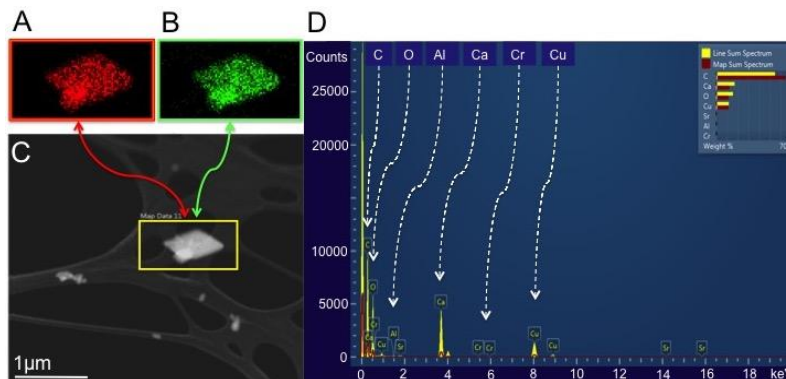 A
B
C
Map Data 11
1µm
D
Counts
C O Al Ca Cr Cu
25000
20000
10000
5000
0
C
O
Cr
Ca
Cu
Al
Cu
Ca
Cr
Cr
Cu
Cu
Sr
Sr
0 2 4 6 8 10 12 14 16 18 keV
Line Sum Spectrum
Map Sum Spectrum
C
Ca
O
Cu
Sr
Al
Cr
Weight %
70